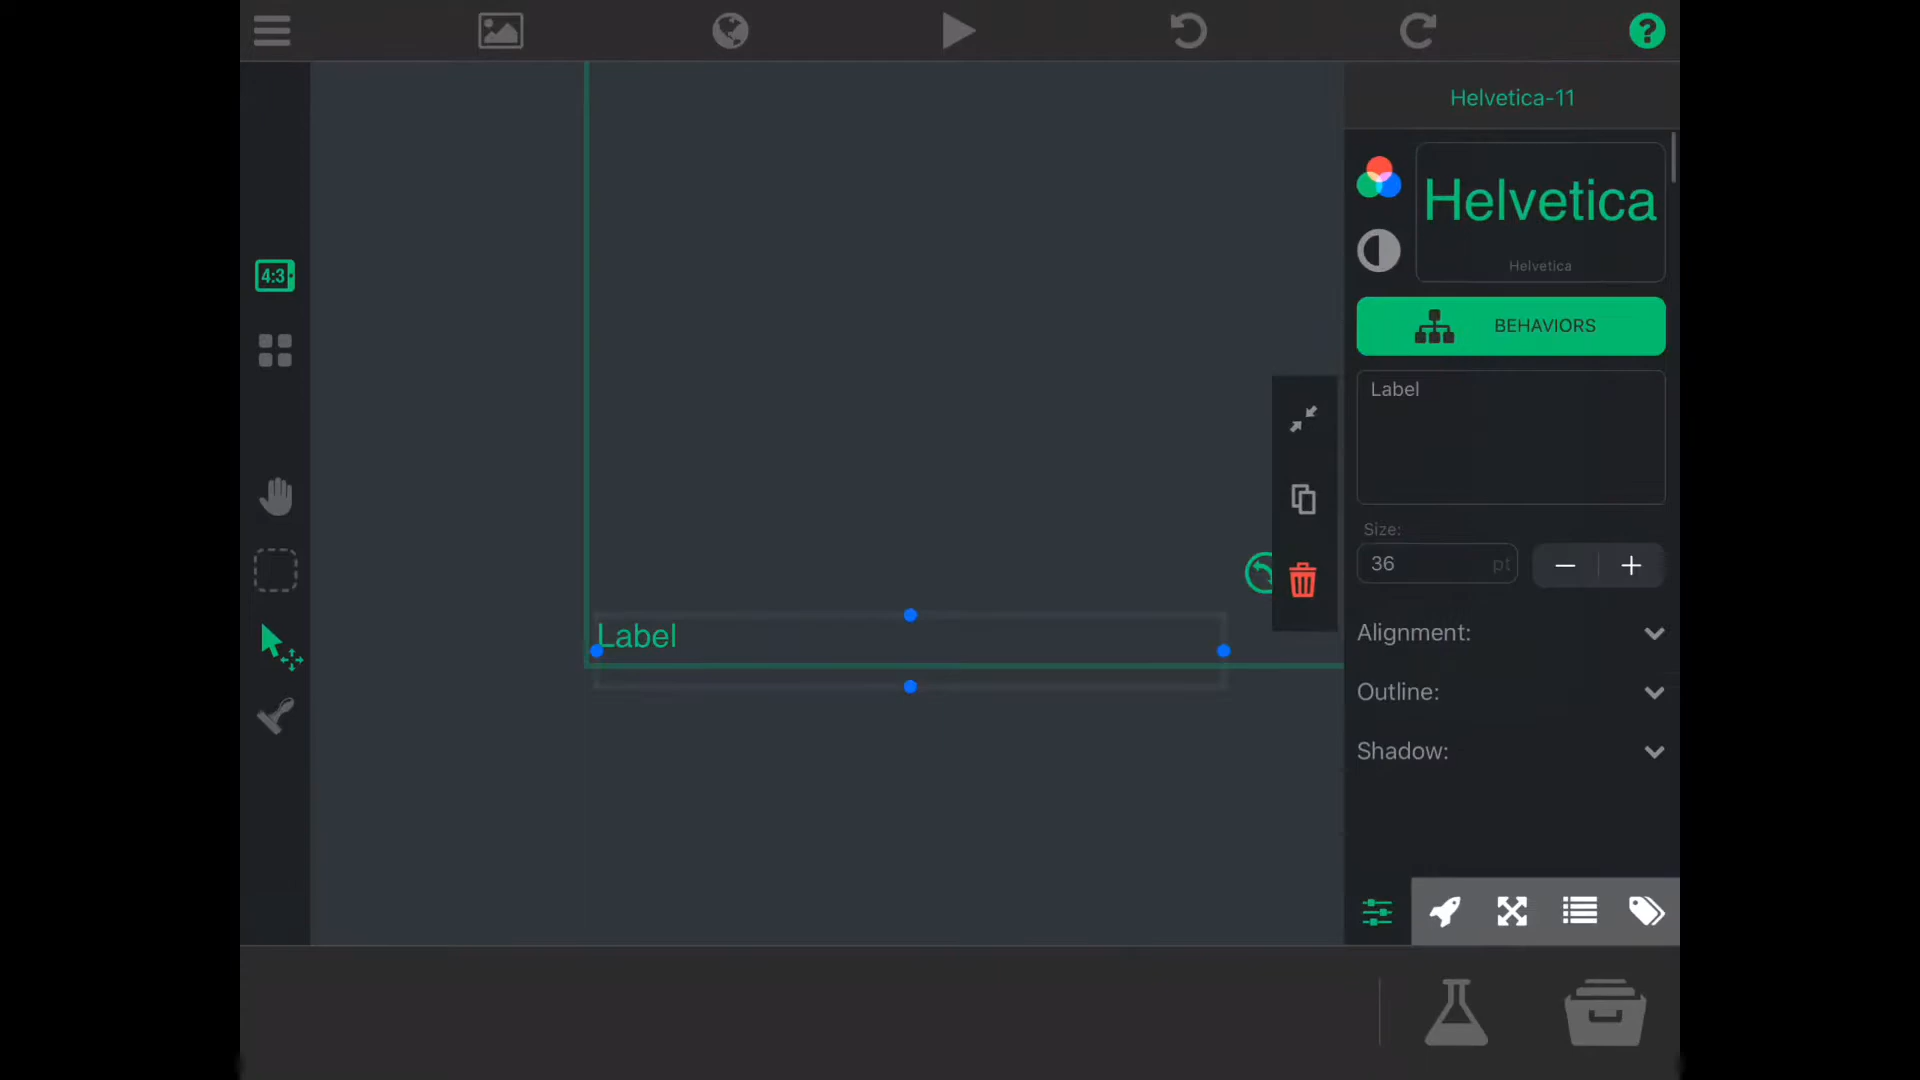 Helvetica-11
4:3
Helvetica
Helvetica
BEHAVIORS
Label
Size:
36 pt
Label
Alignment:
Outline:
Shadow: